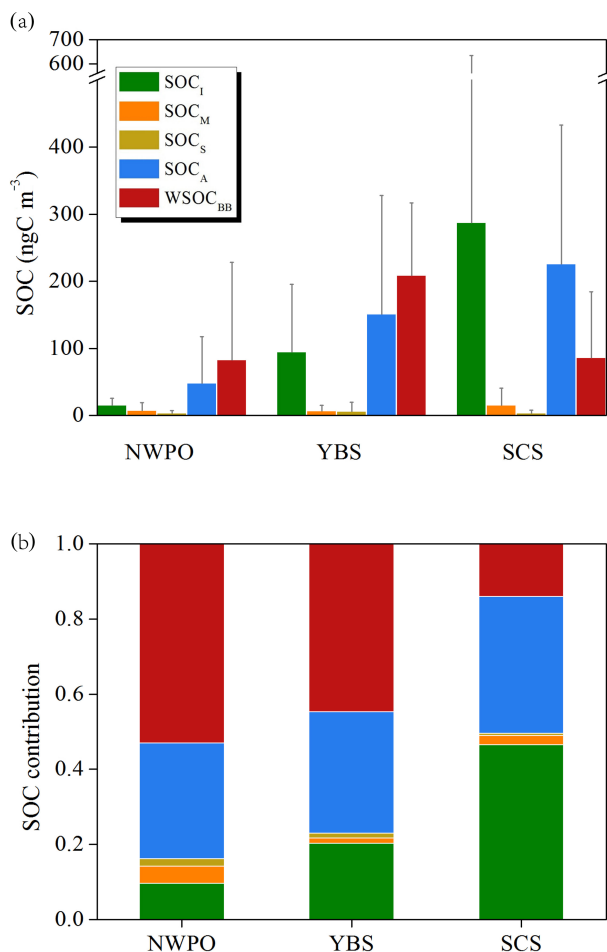 (a)
700
600
400
300
200
100
0
SOC (ngC m⁻³)
SOC_I
SOC_M
SOC_S
SOC_A
WSOC_BB
NWPO YBS SCS
(b)
1.0
0.8
0.6
0.4
0.2
0.0
SOC contribution
NWPO YBS SCS